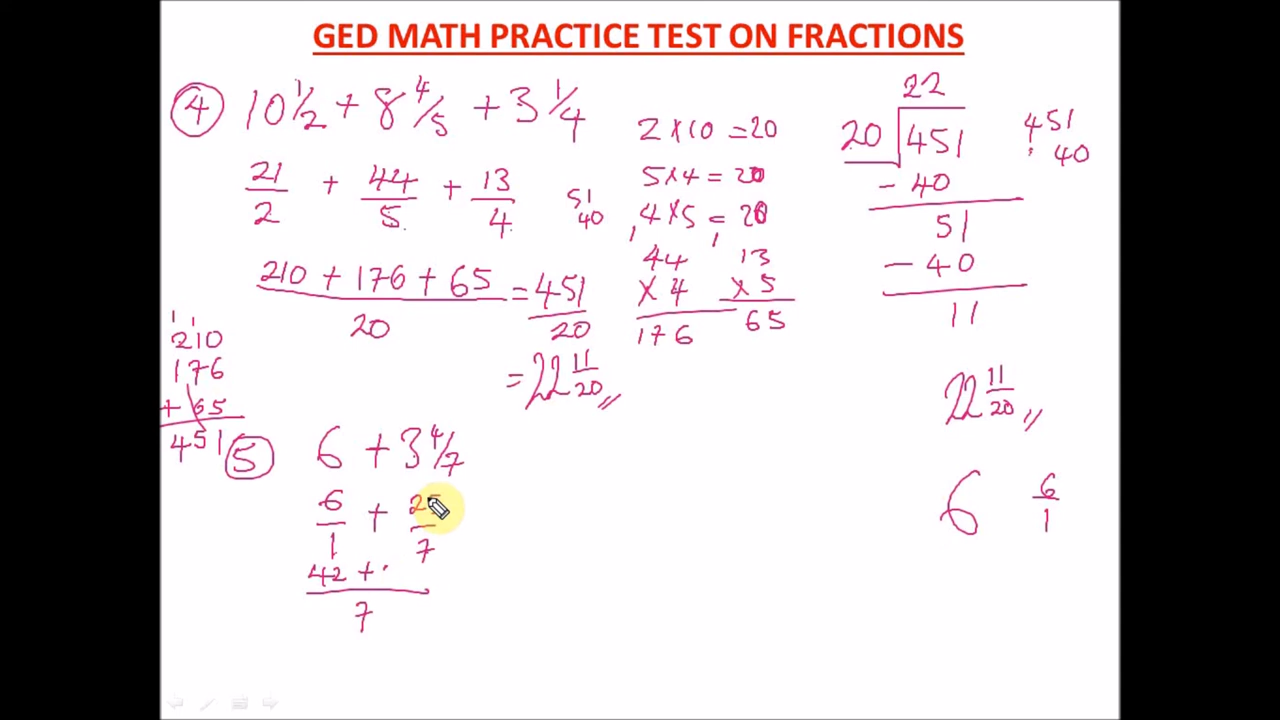 GED MATH PRACTICE TEST ON FRACTIONS
④ 10 1/2 + 8 4/5 + 3 1/4
21/2 + 44/5 + 13/4
51
40
(210 + 176 + 65)/20 = 451/20
= 22 11/20 //
1 1
210
176
+ 65
451
2 x 10 = 20
5 x 4 = 20
4 x 5 = 20
44 13
x 4 x 5
176 65
22
20 451
- 40
51
- 40
11
451
40
22 11/20 //
⑤ 6 + 3 4/7
6/1 + 25/7
42 + ·
7
6 6/1